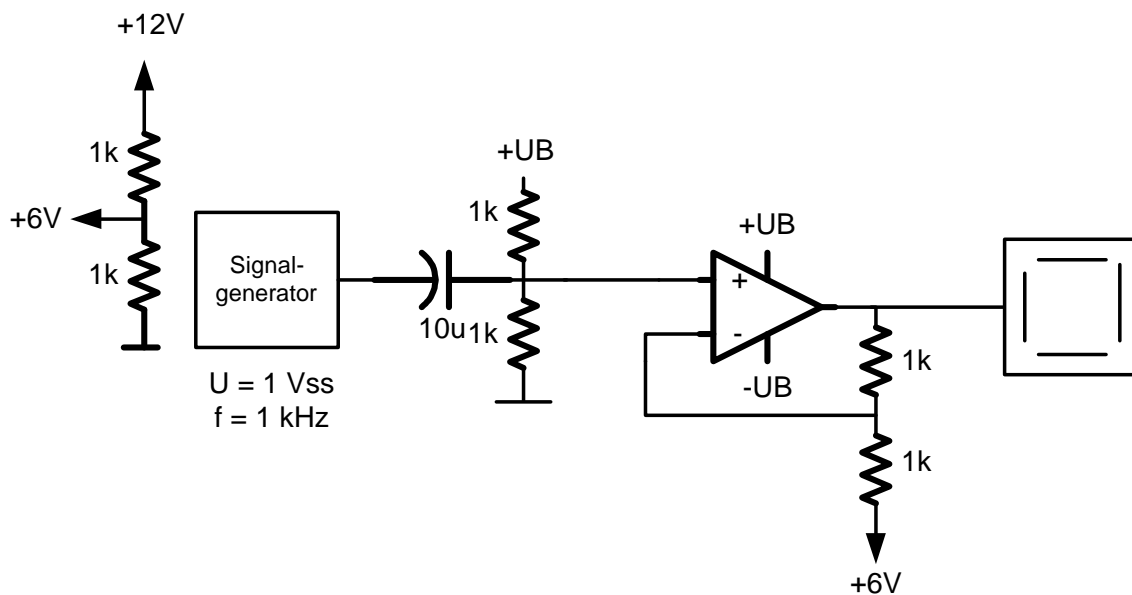 +12V
1k
+6V
1k
Signal-
generator
U = 1 Vss
f = 1 kHz
10u
+UB
1k
1k
+UB
+
-
-UB
1k
1k
+6V